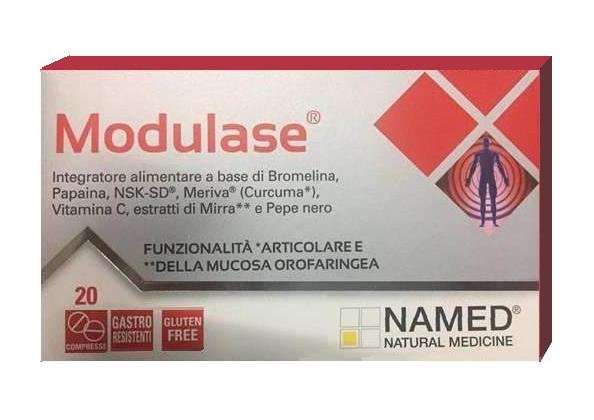 Modulase®
Integratore alimentare a base di Bromelina,
Papaina, NSK-SD®, Meriva® (Curcuma*),
Vitamina C, estratti di Mirra** e Pepe nero
FUNZIONALITÀ *ARTICOLARE E
**DELLA MUCOSA OROFARINGEA
20
COMPRESSE
GASTRO
RESISTENTI
GLUTEN
FREE
NAMED®
NATURAL MEDICINE